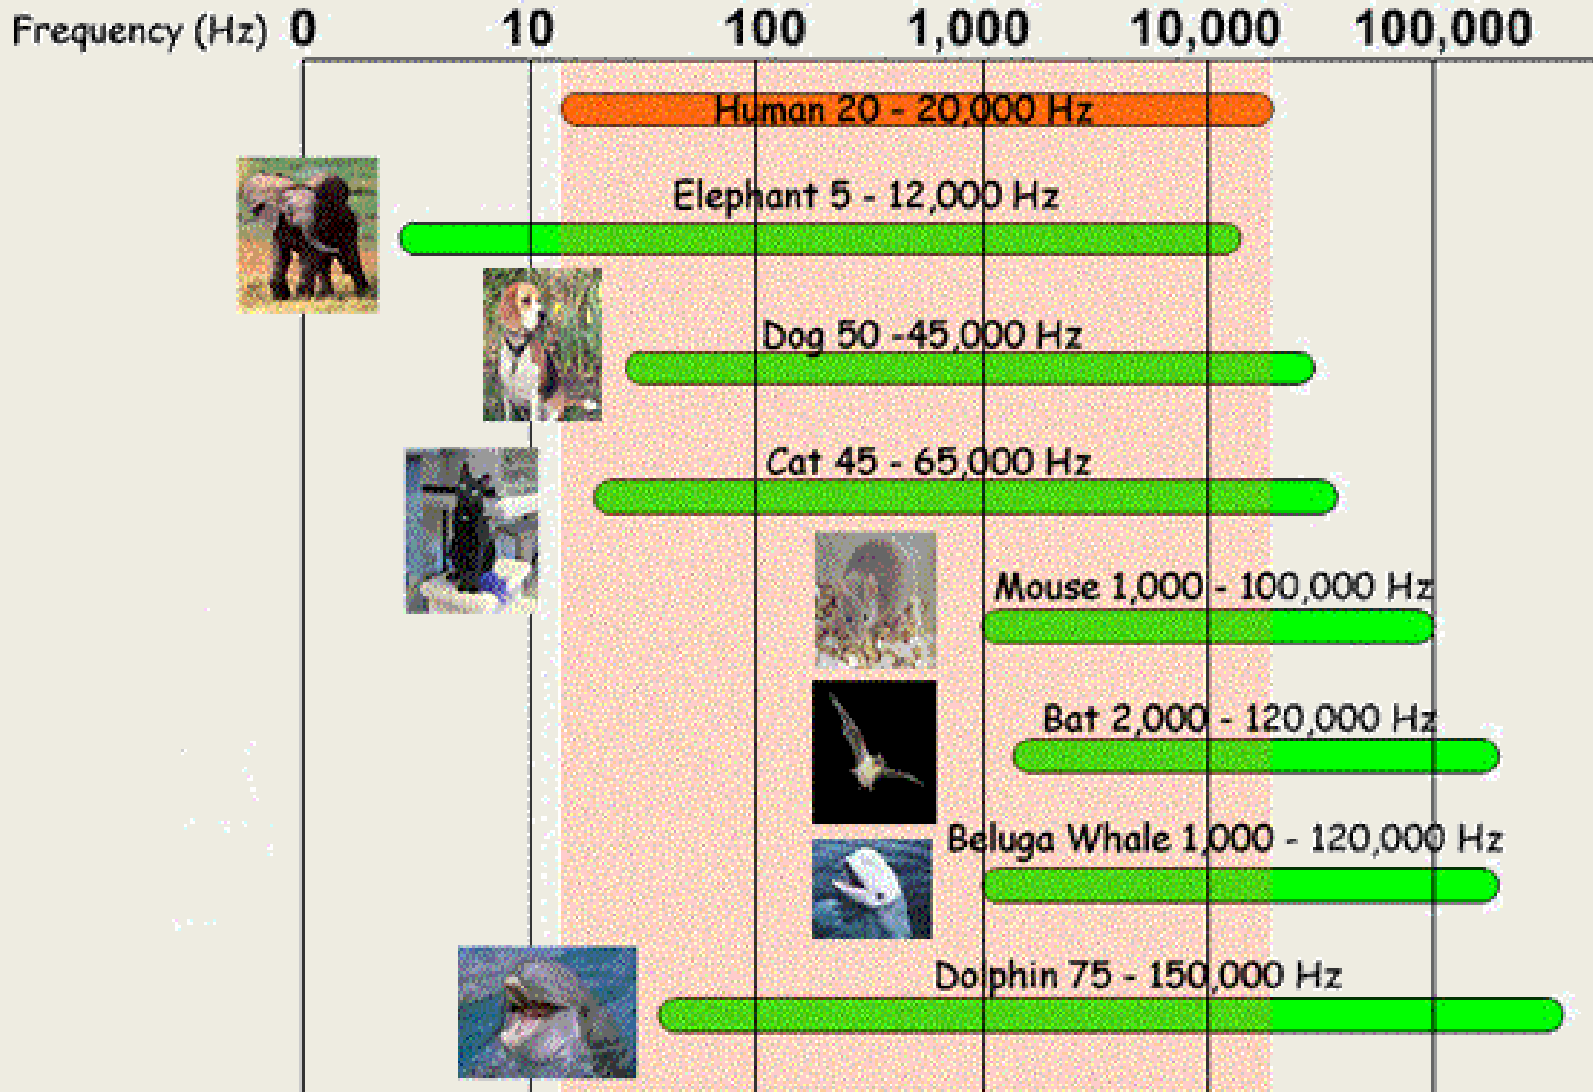 Frequency (Hz) 0 10 100 1,000 10,000 100,000
Human 20 - 20,000 Hz
Elephant 5 - 12,000 Hz
Dog 50 -45,000 Hz
Cat 45 - 65,000 Hz
Mouse 1,000 - 100,000 Hz
Bat 2,000 - 120,000 Hz
Beluga Whale 1,000 - 120,000 Hz
Dolphin 75 - 150,000 Hz